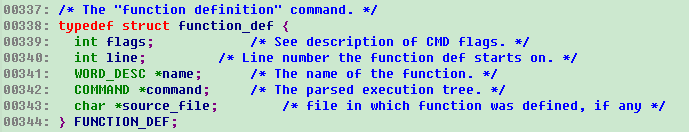 00337: /* The "function definition" command. */
00338: typedef struct function_def {
00339:   int flags;            /* See description of CMD flags. */
00340:   int line;         /* Line number the function def starts on. */
00341:   WORD_DESC *name;      /* The name of the function. */
00342:   COMMAND *command;     /* The parsed execution tree. */
00343:   char *source_file;        /* file in which function was defined, if any */
00344: } FUNCTION_DEF;